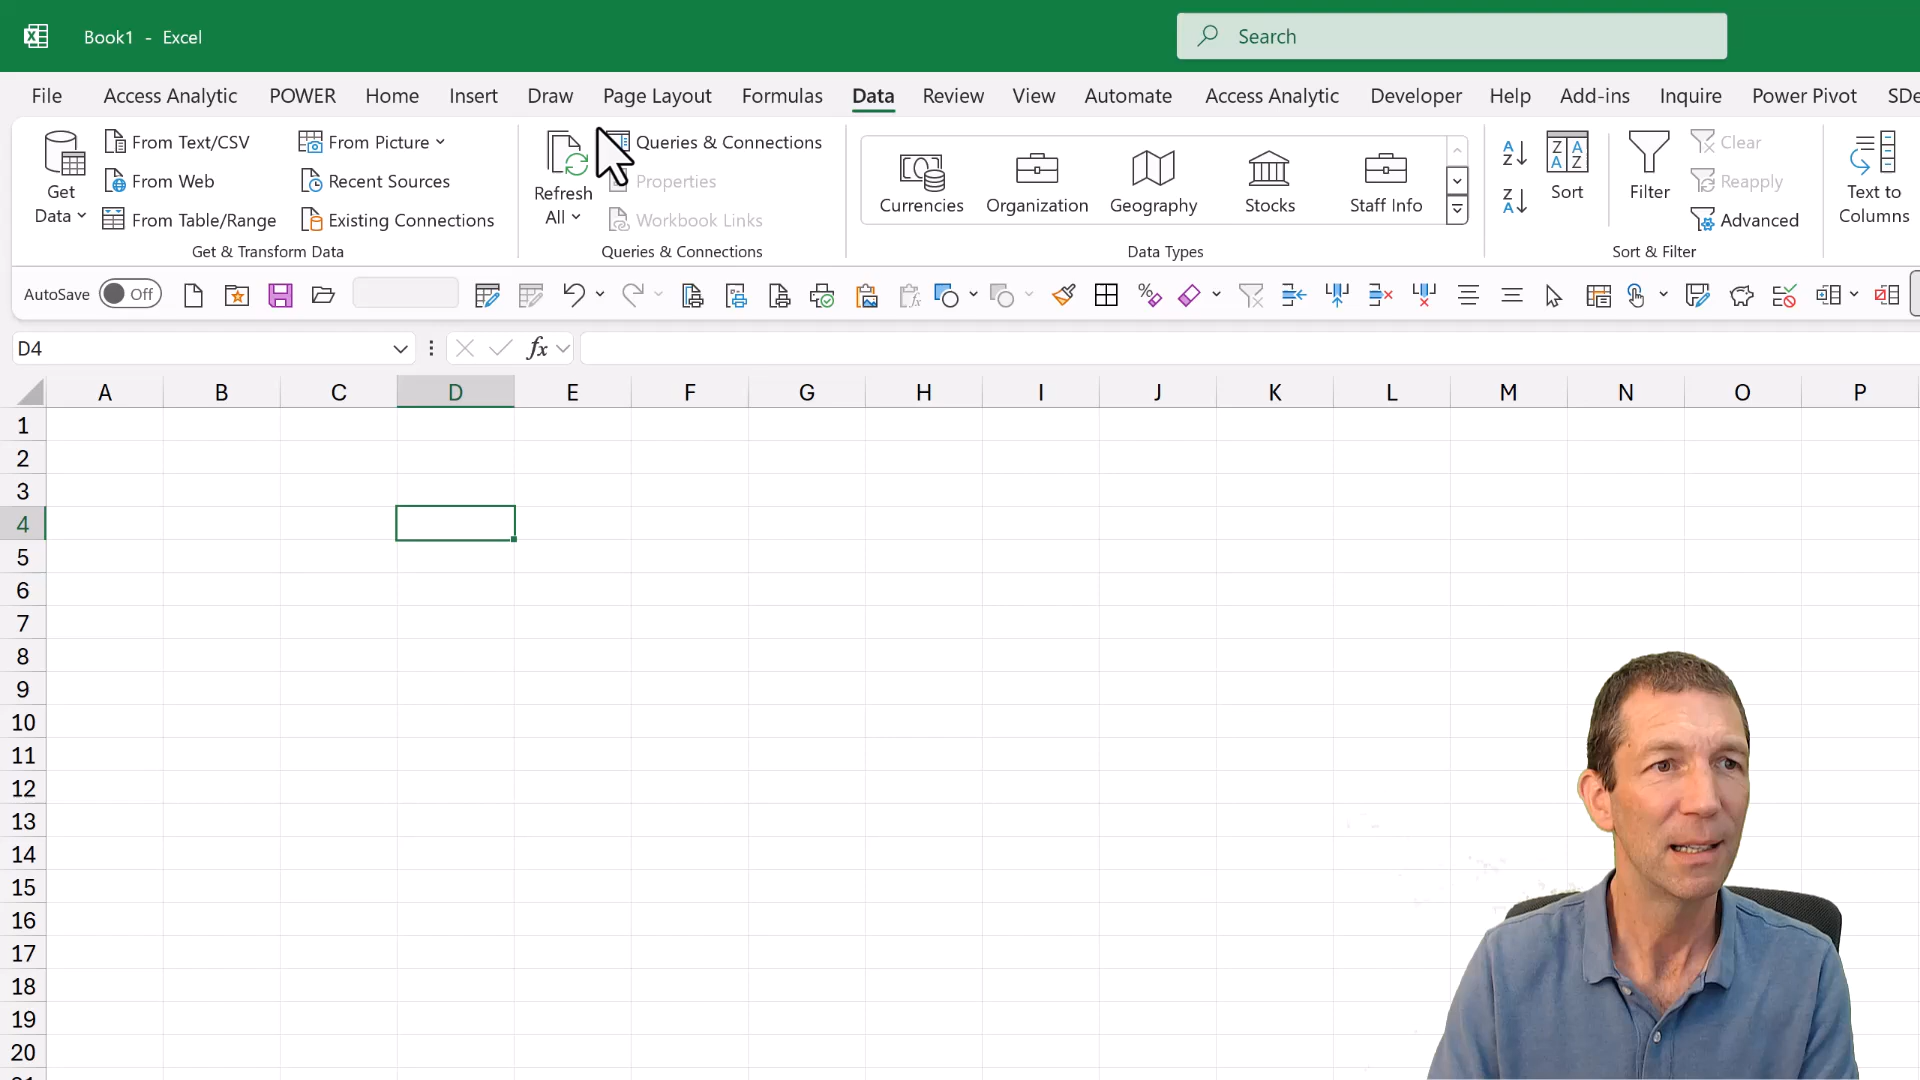 Book1 - Excel
Search
File Access Analytic POWER Home Insert Draw Page Layout Formulas Data Review View Automate Access Analytic Developer Help Add-ins Inquire Power Pivot SDe
Get Data
From Text/CSV
From Web
From Table/Range
From Picture
Recent Sources
Existing Connections
Get & Transform Data
Refresh All
Queries & Connections
Properties
Workbook Links
Queries & Connections
Currencies Organization Geography Stocks Staff Info
Data Types
Sort
Filter
Clear
Reapply
Advanced
Sort & Filter
Text to Columns
AutoSave Off
D4
fx
A B C D E F G H I J K L M N O P
1
2
3
4
5
6
7
8
9
10
11
12
13
14
15
16
17
18
19
20